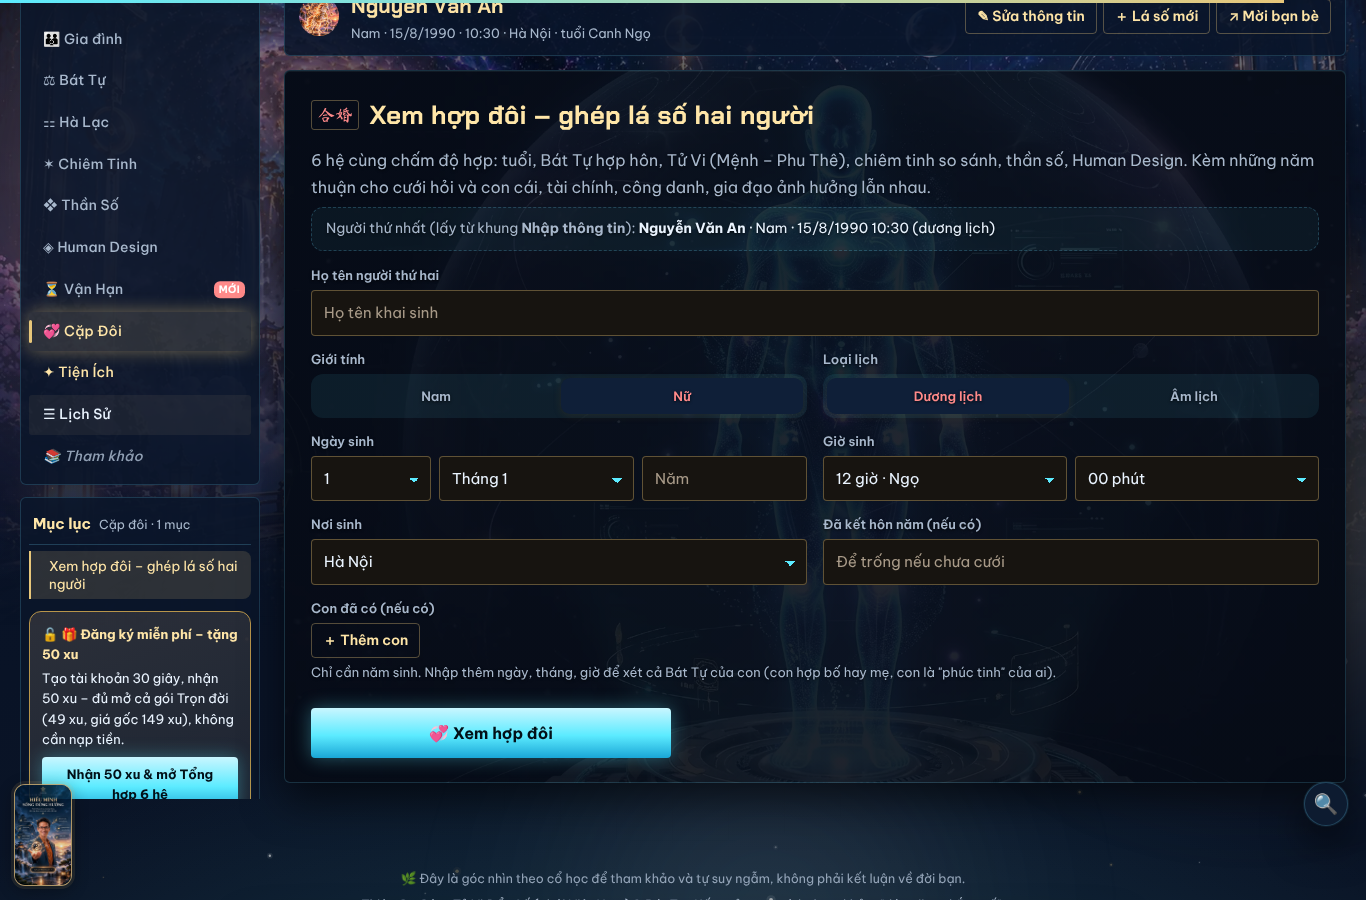 Nguyễn Văn An
Nam · 15/8/1990 · 10:30 · Hà Nội · tuổi Canh Ngọ
✎ Sửa thông tin
+ Lá số mới
↗ Mời bạn bè
👪 Gia đình
⚖ Bát Tự
⚏ Hà Lạc
✶ Chiêm Tinh
❖ Thần Số
◈ Human Design
⏳ Vận Hạn
MỚI
💞 Cặp Đôi
✦ Tiện Ích
☰ Lịch Sử
📚 Tham khảo
Mục lục Cặp đôi · 1 mục
Xem hợp đôi – ghép lá số hai
người
🔓 🎁 Đăng ký miễn phí – tặng
50 xu
Tạo tài khoản 30 giây, nhận
50 xu – đủ mở cả gói Trọn đời
(49 xu, giá gốc 149 xu), không
cần nạp tiền.
Nhận 50 xu & mở Tổng
hợp 6 hệ
合婚 Xem hợp đôi – ghép lá số hai người
6 hệ cùng chấm độ hợp: tuổi, Bát Tự hợp hôn, Tử Vi (Mệnh – Phu Thê), chiêm tinh so sánh, thần số, Human Design. Kèm những năm
thuận cho cưới hỏi và con cái, tài chính, công danh, gia đạo ảnh hưởng lẫn nhau.
Người thứ nhất (lấy từ khung Nhập thông tin): Nguyễn Văn An · Nam · 15/8/1990 10:30 (dương lịch)
Họ tên người thứ hai
Họ tên khai sinh
Giới tính
Loại lịch
Nam
Nữ
Dương lịch
Âm lịch
Ngày sinh
Giờ sinh
1
Tháng 1
Năm
12 giờ · Ngọ
00 phút
Nơi sinh
Đã kết hôn năm (nếu có)
Hà Nội
Để trống nếu chưa cưới
Con đã có (nếu có)
+ Thêm con
Chỉ cần năm sinh. Nhập thêm ngày, tháng, giờ để xét cả Bát Tự của con (con hợp bố hay mẹ, con là "phúc tinh" của ai).
💞 Xem hợp đôi
HIỂU MÌNH
🌿 Đây là góc nhìn theo cổ học để tham khảo và tự suy ngẫm, không phải kết luận về đời bạn.